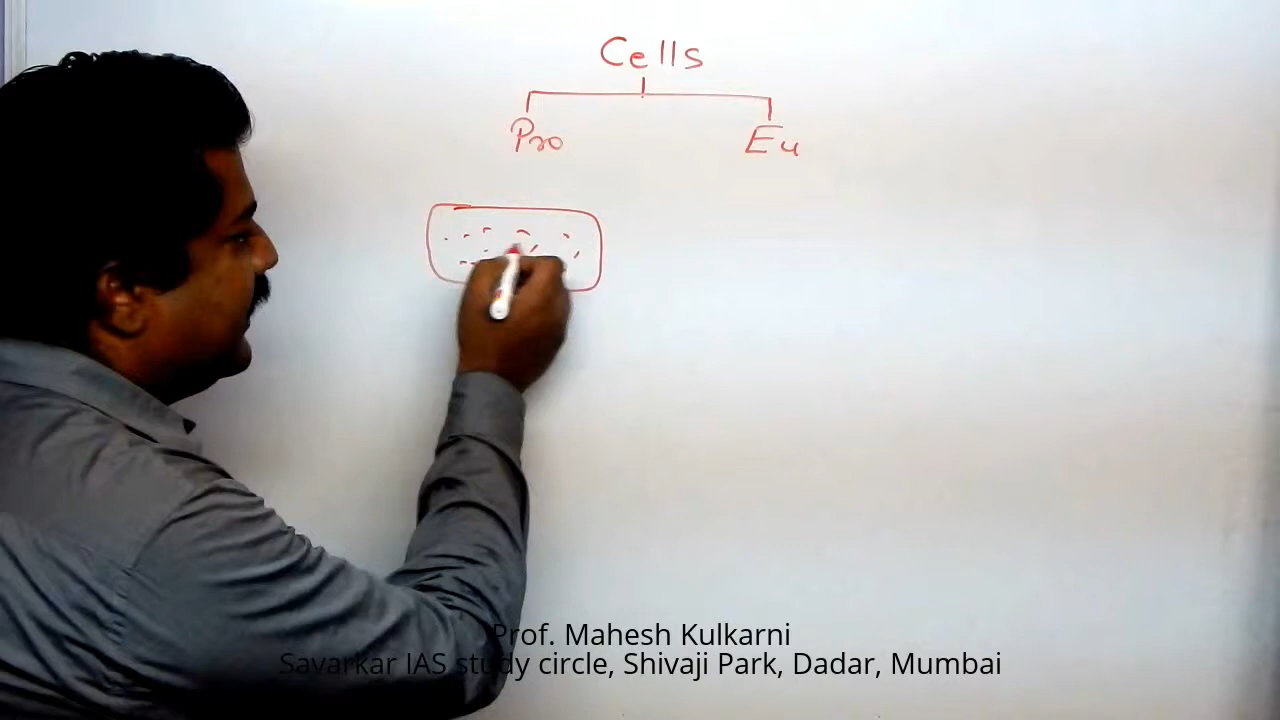 Cells
Pro
Eu
Prof. Mahesh Kulkarni
Savarkar IAS study circle, Shivaji Park, Dadar, Mumbai